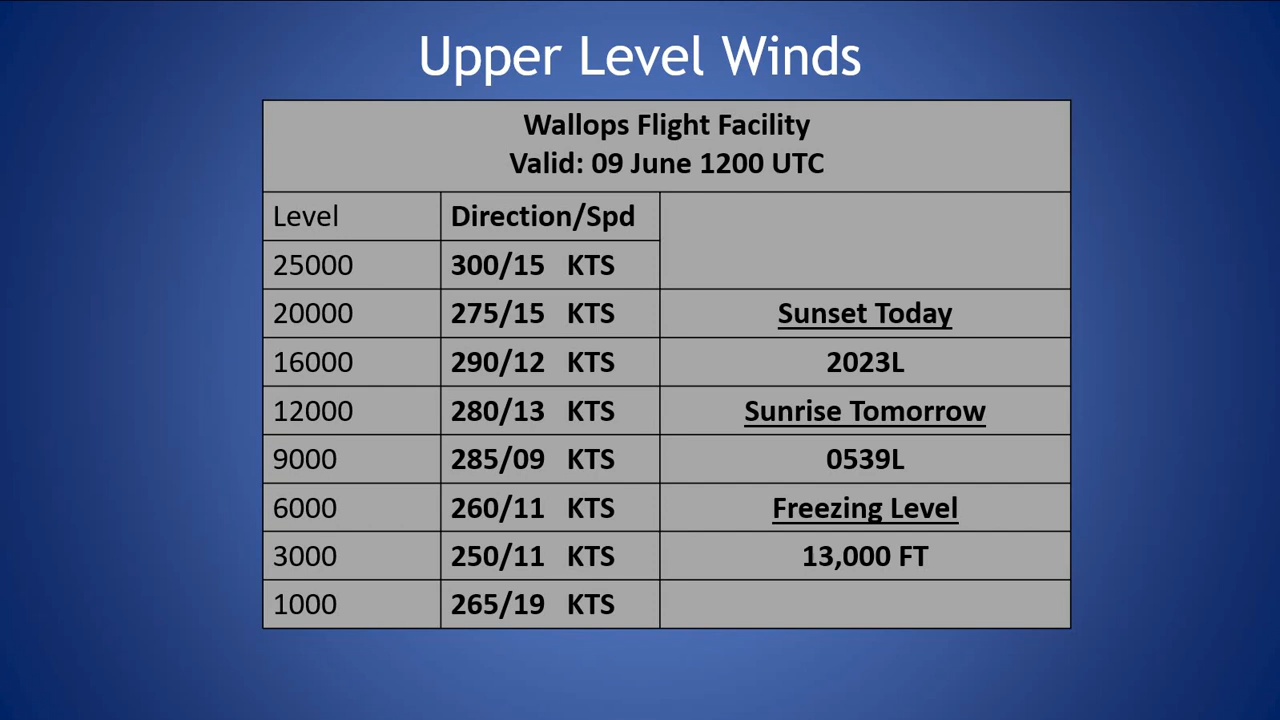 Upper Level Winds
Wallops Flight Facility
Valid: 09 June 1200 UTC
Level Direction/Spd
25000 300/15 KTS
20000 275/15 KTS Sunset Today
16000 290/12 KTS 2023L
12000 280/13 KTS Sunrise Tomorrow
9000 285/09 KTS 0539L
6000 260/11 KTS Freezing Level
3000 250/11 KTS 13,000 FT
1000 265/19 KTS